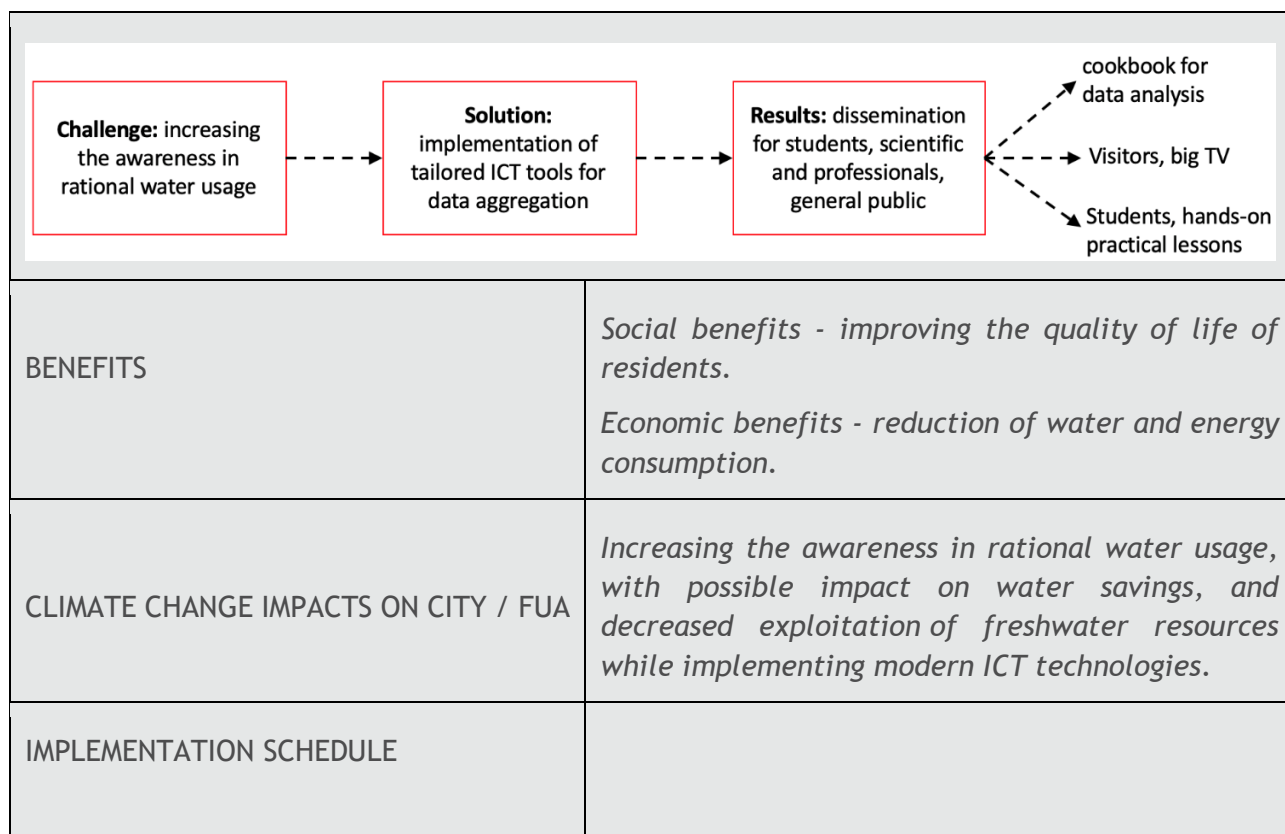 Challenge: increasing
the awareness in
rational water usage
Solution:
implementation of
tailored ICT tools for
data aggregation
Results: dissemination
for students, scientific
and professionals,
general public
cookbook for
data analysis
Visitors, big TV
Students, hands-on
practical lessons
BENEFITS
Social benefits - improving the quality of life of
residents.
Economic benefits - reduction of water and energy
consumption.
CLIMATE CHANGE IMPACTS ON CITY / FUA
Increasing the awareness in rational water usage,
with possible impact on water savings, and
decreased exploitation of freshwater resources
while implementing modern ICT technologies.
IMPLEMENTATION SCHEDULE